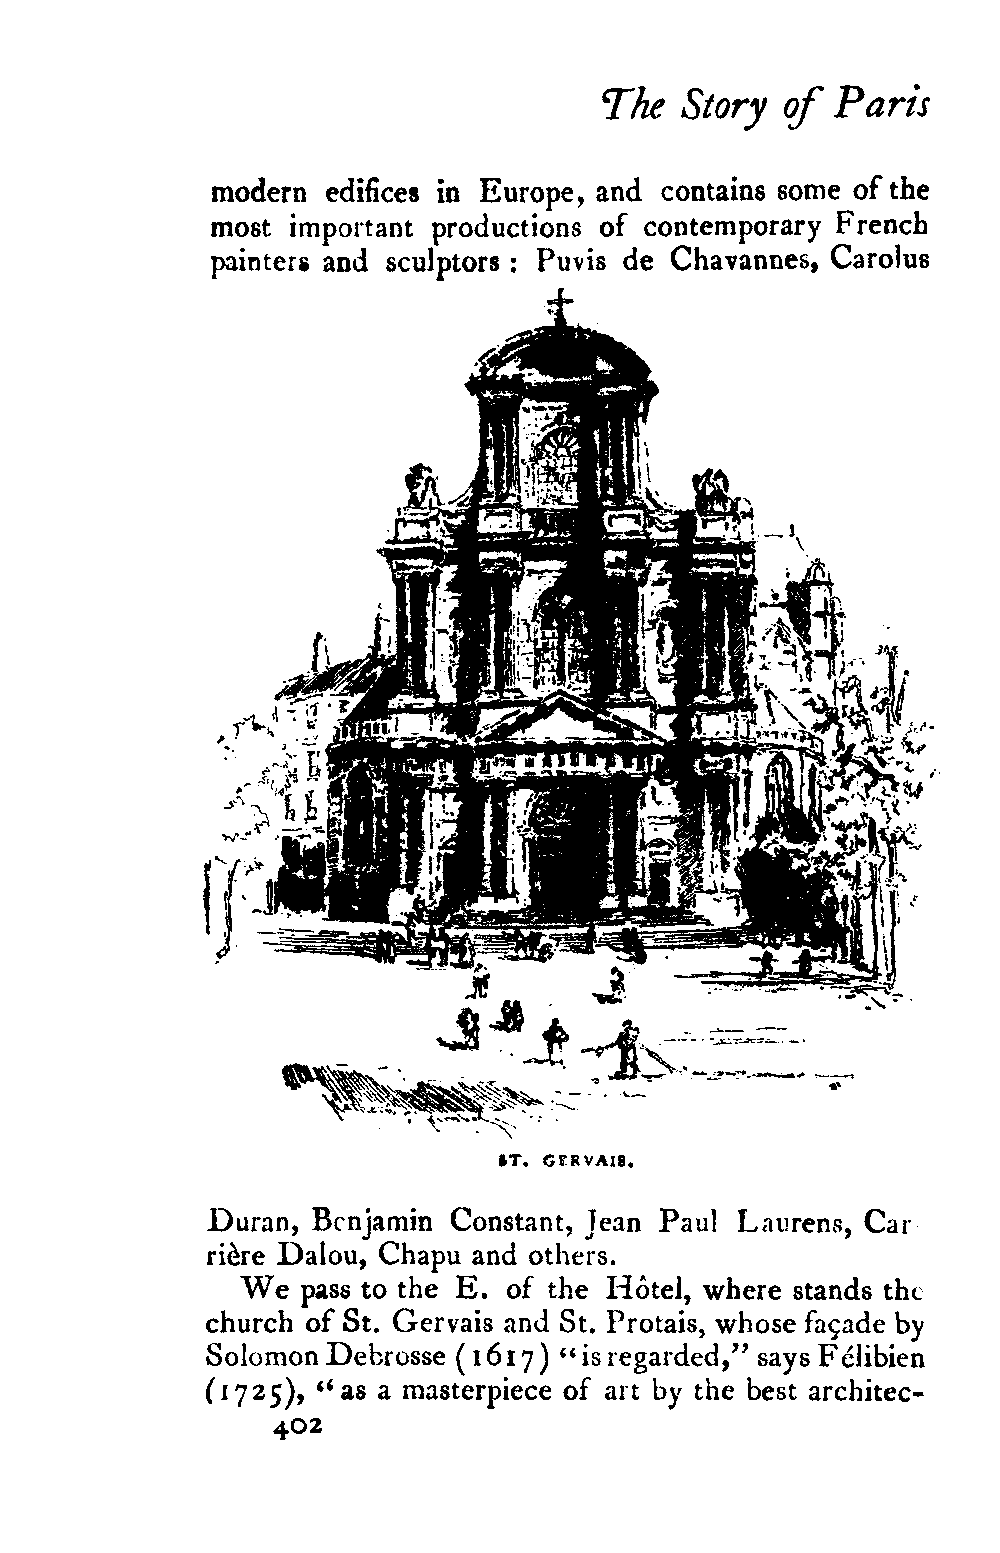 The Story of Paris
modern edifices in Europe, and contains some of the
most important productions of contemporary French
painters and sculptors : Puvis de Chavannes, Carolus
ST. GERVAIS.
Duran, Benjamin Constant, Jean Paul Laurens, Car
rière Dalou, Chapu and others.
We pass to the E. of the Hôtel, where stands the
church of St. Gervais and St. Protais, whose façade by
Solomon Debrosse (1617) “is regarded,” says Félibien
(1725), “as a masterpiece of art by the best architec-
402